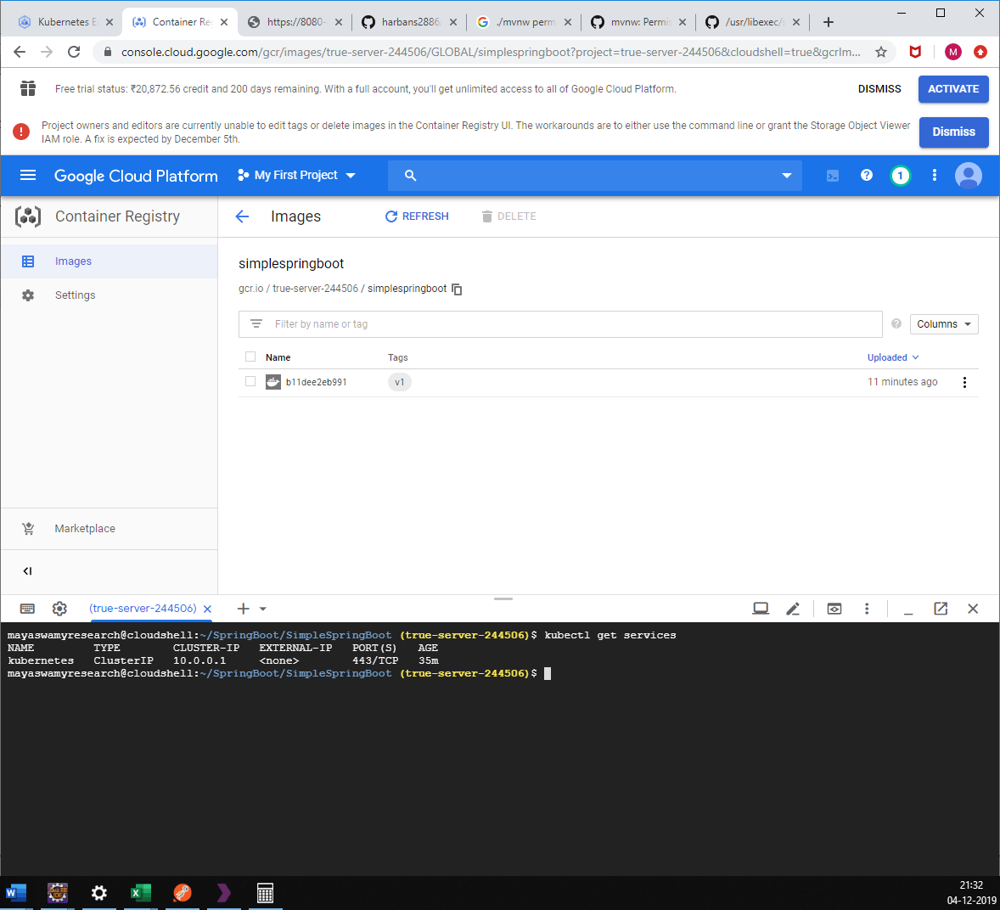 Kubernetes E
Container Re
https://8080-
harbans2886
./mvnw perm
mvnw: Permis
/usr/libexec/s
console.cloud.google.com/gcr/images/true-server-244506/GLOBAL/simplespringboot?project=true-server-244506&cloudshell=true&gcrIm...
M
Free trial status: ₹20,872.56 credit and 200 days remaining. With a full account, you'll get unlimited access to all of Google Cloud Platform.
DISMISS
ACTIVATE
Project owners and editors are currently unable to edit tags or delete images in the Container Registry UI. The workarounds are to either use the command line or grant the Storage Object Viewer
IAM role. A fix is expected by December 5th.
Dismiss
Google Cloud Platform
My First Project
1
Container Registry
Images
REFRESH
DELETE
Images
Settings
simplespringboot
gcr.io / true-server-244506 / simplespringboot
Filter by name or tag
Columns
Name Tags Uploaded
b11dee2eb991 v1 11 minutes ago
Marketplace
(true-server-244506)
mayaswamyresearch@cloudshell:~/SpringBoot/SimpleSpringBoot (true-server-244506)$ kubectl get services
NAME TYPE CLUSTER-IP EXTERNAL-IP PORT(S) AGE
kubernetes ClusterIP 10.0.0.1 <none> 443/TCP 35m
mayaswamyresearch@cloudshell:~/SpringBoot/SimpleSpringBoot (true-server-244506)$
21:32
04-12-2019